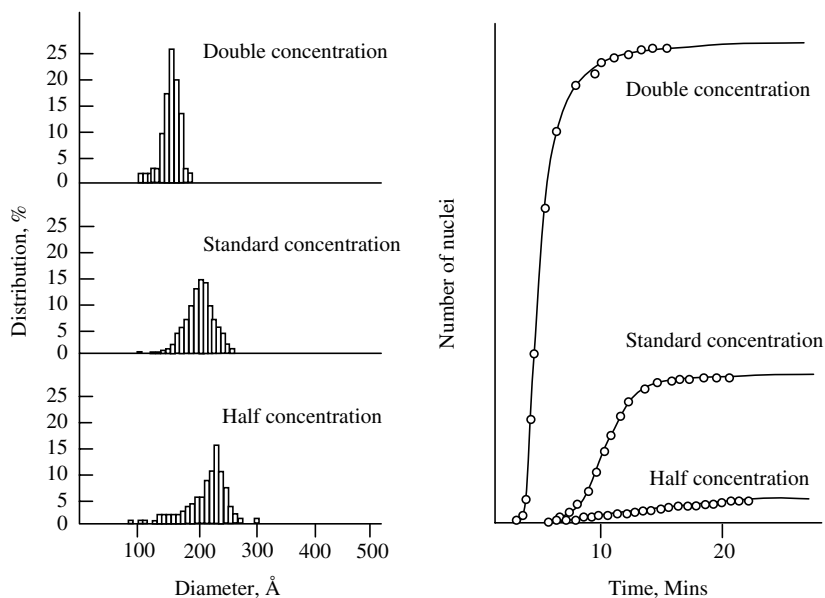 Double concentration
25
20
15
10
5
0
Standard concentration
25
20
15
10
5
0
Half concentration
25
20
15
10
5
0
100 200 300 400 500
Diameter, Å
Distribution, %
Number of nuclei
Double concentration
Standard concentration
Half concentration
10 20
Time, Mins